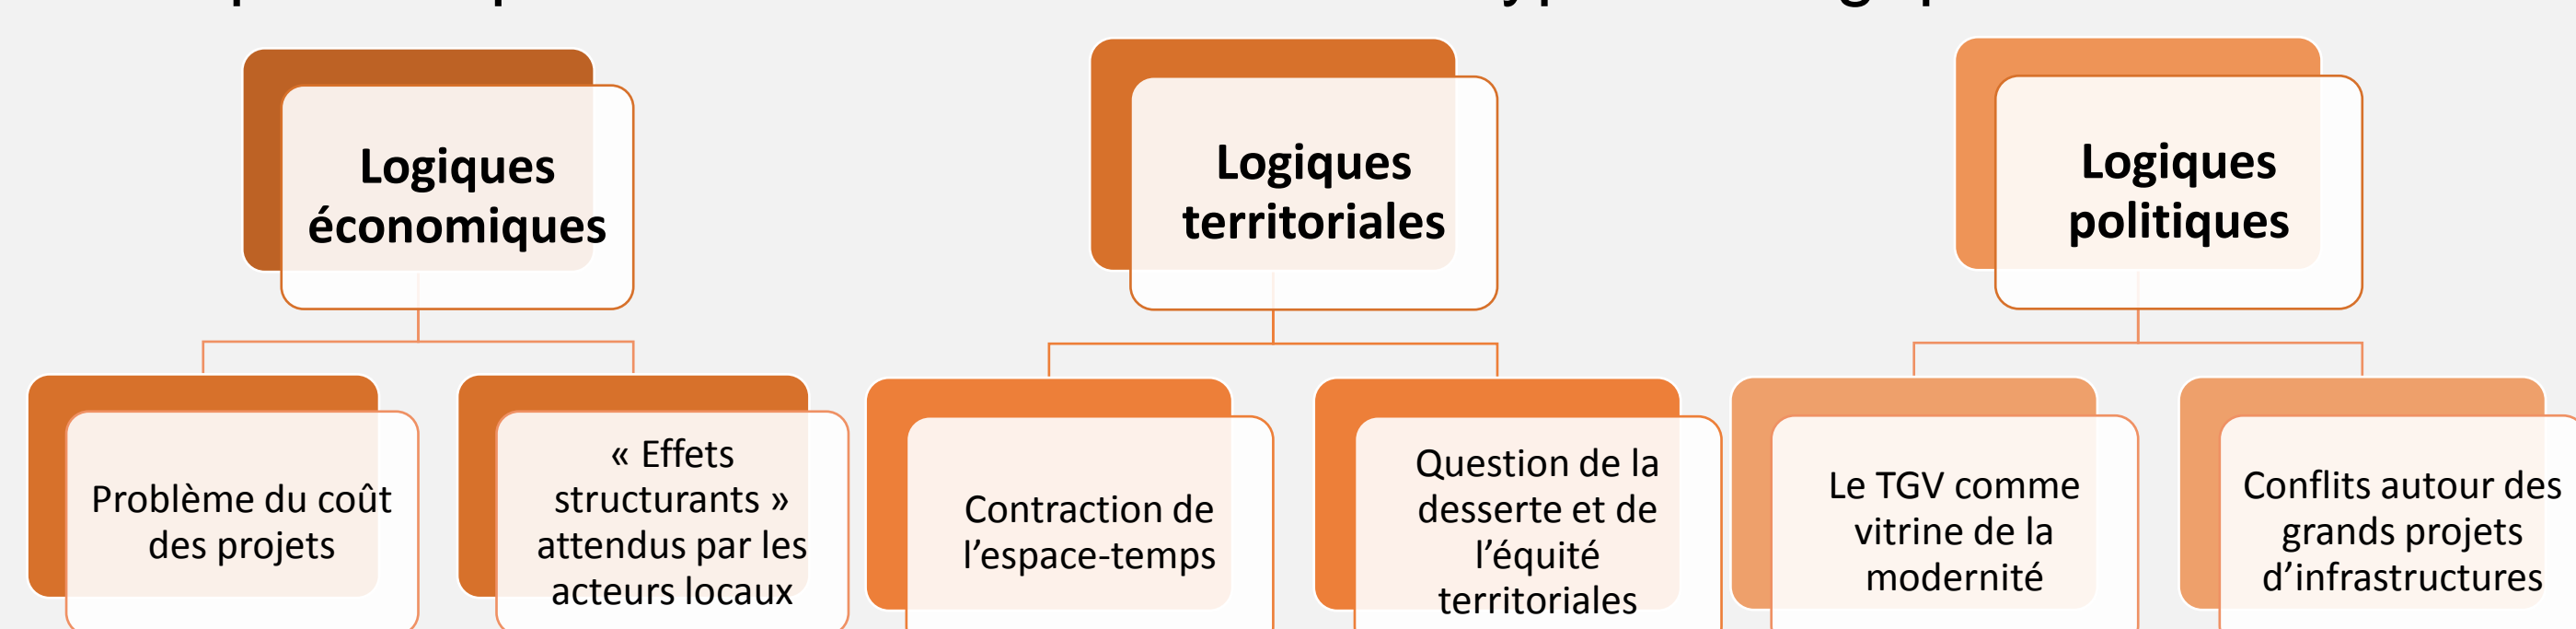 Logiques
économiques
Logiques
territoriales
Logiques
politiques
Problème du coût
des projets
« Effets
structurants »
attendus par les
acteurs locaux
Contraction de
l’espace-temps
Question de la
desserte et de
l’équité
territoriales
Le TGV comme
vitrine de la
modernité
Conflits autour des
grands projets
d’infrastructures